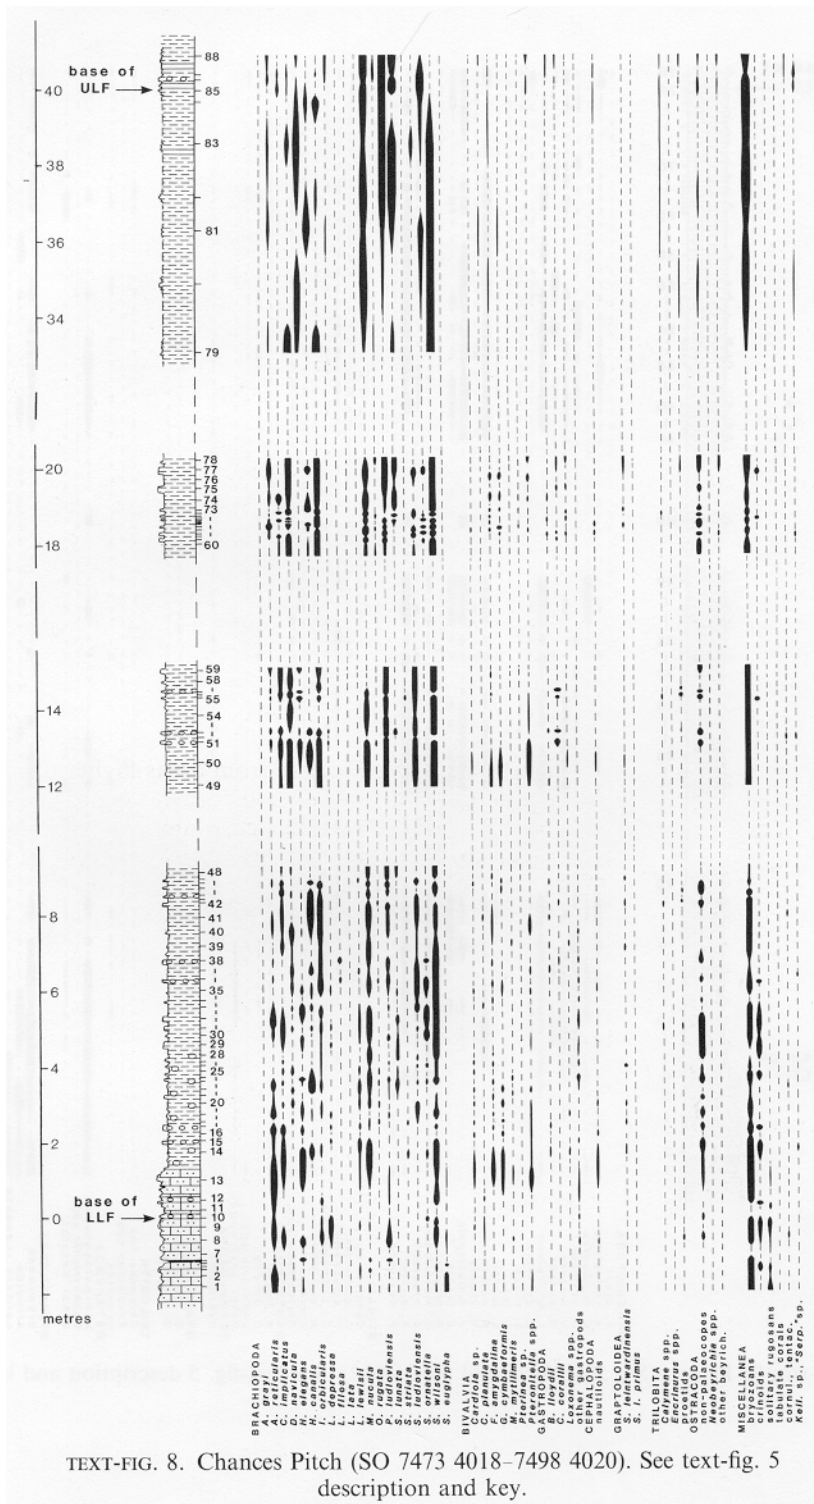 base of
ULF
40
38
36
34
20
18
14
12
8
6
4
2
base of
LLF
0
metres
88
85
83
81
79
78
77
76
75
74
73
60
59
58
55
54
51
50
49
48
42
41
40
39
38
35
30
29
28
25
20
16
15
14
13
12
11
10
9
8
7
2
1
BRACHIOPODA
A. grayi
A. reticularis
C. implicatus
D. navicula
H. elegans
H. canalis
I. orbicularis
L. depressa
L. filosa
L. lata
L. lewisii
M. nucula
O. rugata
P. ludloviensis
S. lunata
S. striata
S. ludloviensis
S. ornatella
S. wilsoni
S. euglypha
BIVALVIA
Cardiola sp.
C. planulata
F. amygdalina
G. cymbaeformis
M. mytilimeris
Pterinea sp.
Pteronitella spp.
GASTROPODA
B. lloydii
C. corallii
Loxonema spp.
other gastropods
CEPHALOPODA
nautiloids
GRAPTOLOIDEA
S. leintwardinensis
S. l. primus
TRILOBITA
Calymene spp.
Encrinurus spp.
proetids
OSTRACODA
non-palaeocopes
Neobeyrichia spp.
other beyrich.
MISCELLANEA
bryozoans
crinoids
solitary rugosans
tabulate corals
cornul., tentac.
Keil. sp., "Serp." sp.
TEXT-FIG. 8. Chances Pitch (SO 7473 4018–7498 4020). See text-fig. 5
description and key.